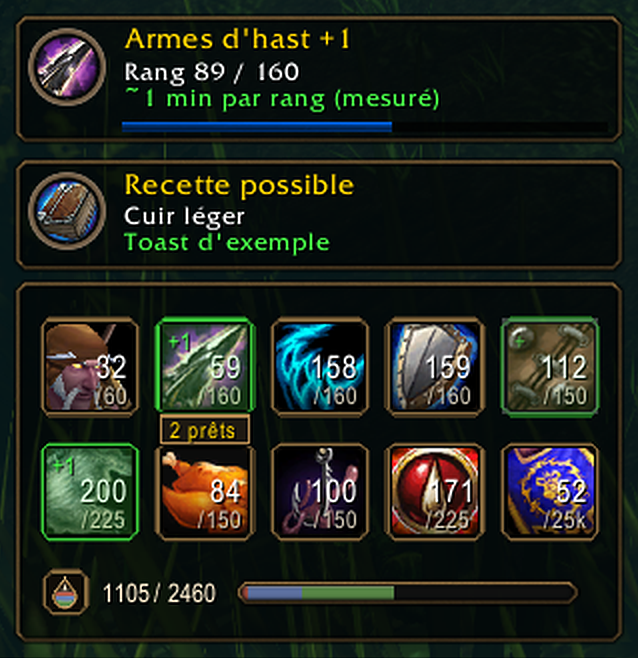 Armes d'hast +1
Rang 89 / 160
~1 min par rang (mesuré)
Recette possible
Cuir léger
Toast d'exemple
32
/60
+1
59
/160
158
/160
159
/160
+
112
/150
2 prêts
+1
200
/225
84
/150
100
/150
171
/225
52
/25k
1105/ 2460